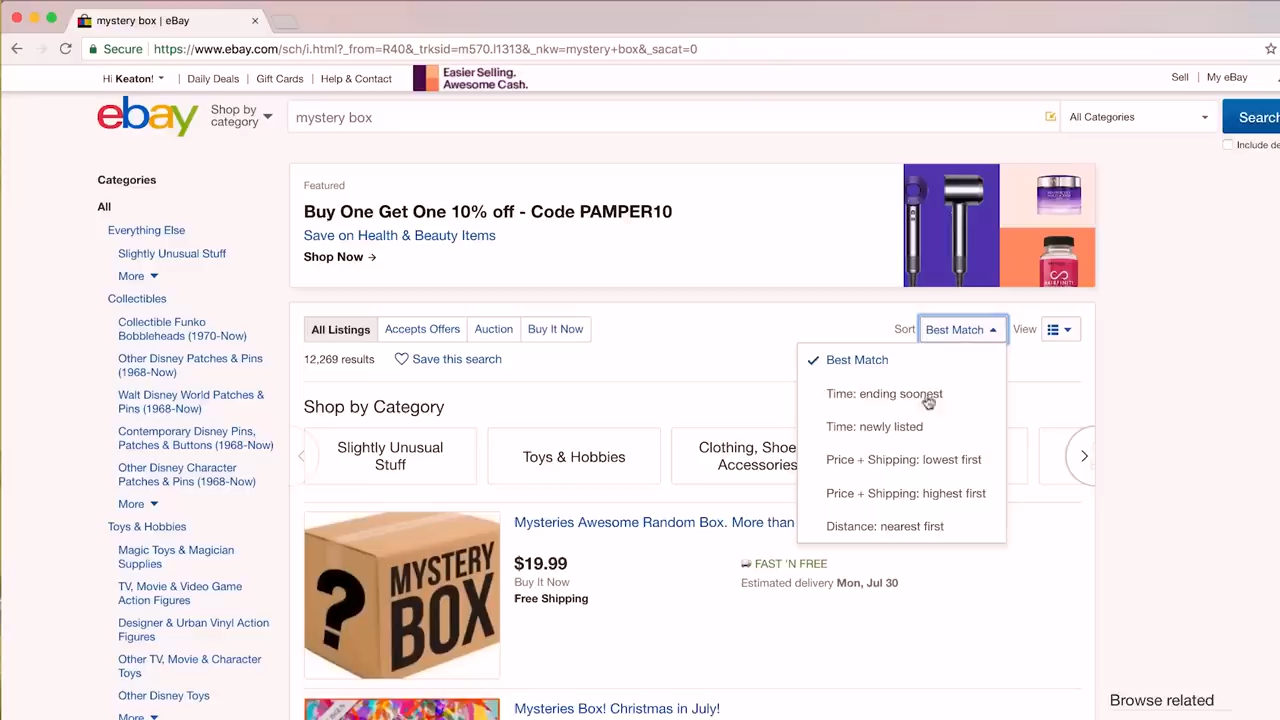 mystery box | eBay
Secure https://www.ebay.com/sch/i.html?_from=R40&_trksid=m570.l1313&_nkw=mystery+box&_sacat=0
Hi Keaton! | Daily Deals | Gift Cards | Help & Contact
Easier Selling.
Awesome Cash.
Sell | My eBay
ebay
Shop by
category
mystery box
All Categories
Search
Include de
Categories
All
Everything Else
Slightly Unusual Stuff
More
Collectibles
Collectible Funko
Bobbleheads (1970-Now)
Other Disney Patches & Pins
(1968-Now)
Walt Disney World Patches &
Pins (1968-Now)
Contemporary Disney Pins,
Patches & Buttons (1968-Now)
Other Disney Character
Patches & Pins (1968-Now)
More
Toys & Hobbies
Magic Toys & Magician
Supplies
TV, Movie & Video Game
Action Figures
Designer & Urban Vinyl Action
Figures
Other TV, Movie & Character
Toys
Other Disney Toys
More
Featured
Buy One Get One 10% off - Code PAMPER10
Save on Health & Beauty Items
Shop Now →
All Listings
Accepts Offers
Auction
Buy It Now
Sort
Best Match
View
12,269 results
Save this search
Best Match
Time: ending soonest
Time: newly listed
Price + Shipping: lowest first
Price + Shipping: highest first
Distance: nearest first
Shop by Category
Slightly Unusual
Stuff
Toys & Hobbies
Clothing, Shoe
Accessories
Mysteries Awesome Random Box. More than
$19.99
Buy It Now
Free Shipping
FAST 'N FREE
Estimated delivery Mon, Jul 30
? MYSTERY
BOX
Mysteries Box! Christmas in July!
Browse related